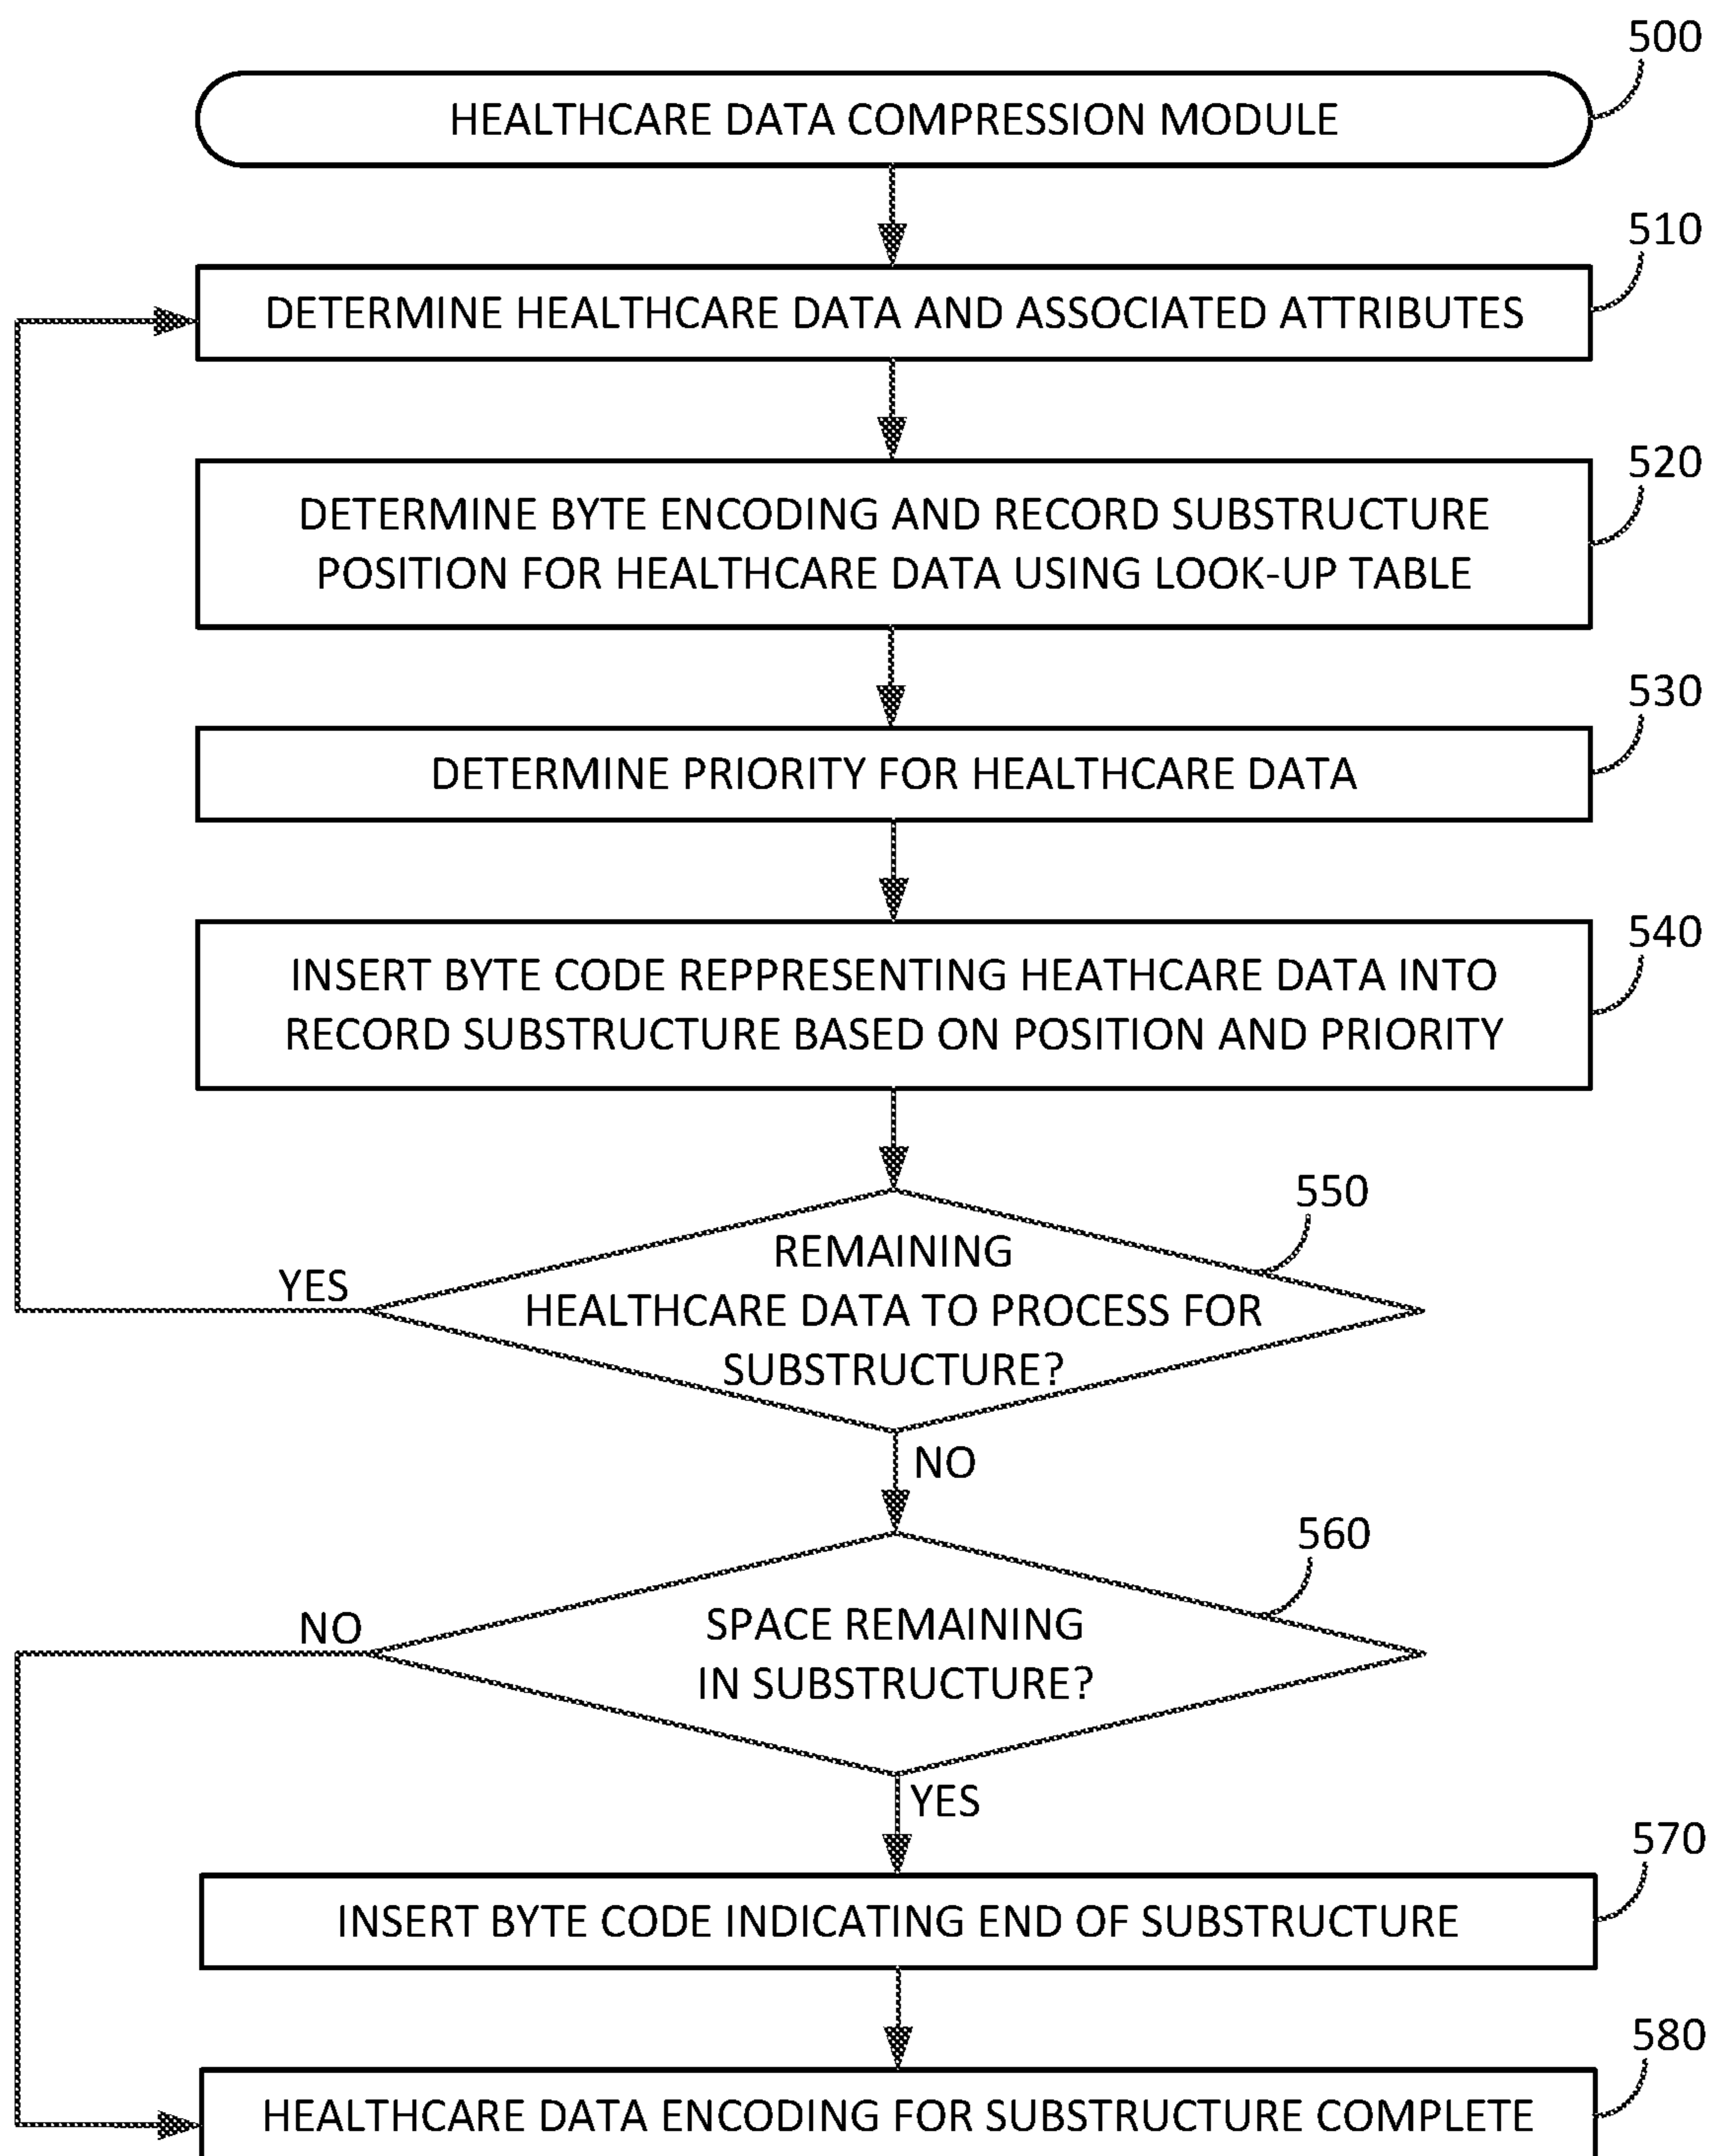 500
HEALTHCARE DATA COMPRESSION MODULE
510
DETERMINE HEALTHCARE DATA AND ASSOCIATED ATTRIBUTES
520
DETERMINE BYTE ENCODING AND RECORD SUBSTRUCTURE
POSITION FOR HEALTHCARE DATA USING LOOK-UP TABLE
530
DETERMINE PRIORITY FOR HEALTHCARE DATA
540
INSERT BYTE CODE REPPRESENTING HEATHCARE DATA INTO
RECORD SUBSTRUCTURE BASED ON POSITION AND PRIORITY
550
REMAINING
YES
HEALTHCARE DATA TO PROCESS FOR
SUBSTRUCTURE?
NO
560
NO
SPACE REMAINING
IN SUBSTRUCTURE?
YES
570
INSERT BYTE CODE INDICATING END OF SUBSTRUCTURE
580
HEALTHCARE DATA ENCODING FOR SUBSTRUCTURE COMPLETE